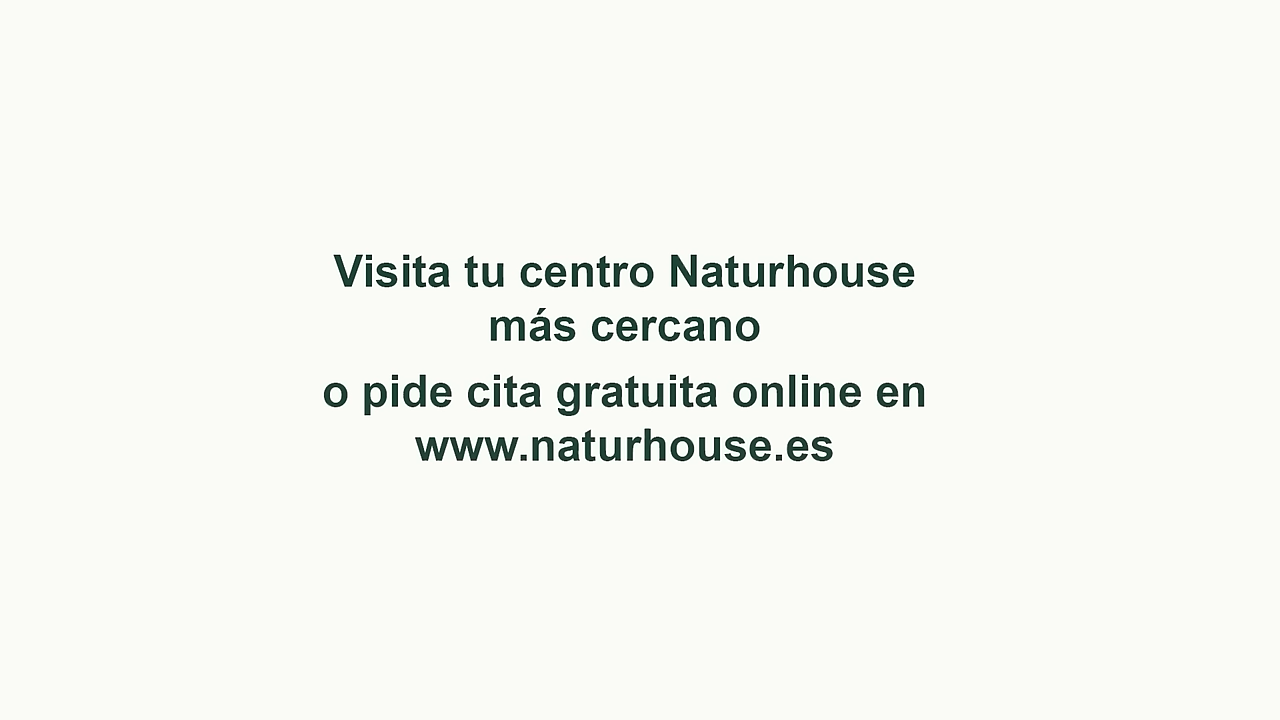 Visita tu centro Naturhouse
más cercano
o pide cita gratuita online en
www.naturhouse.es